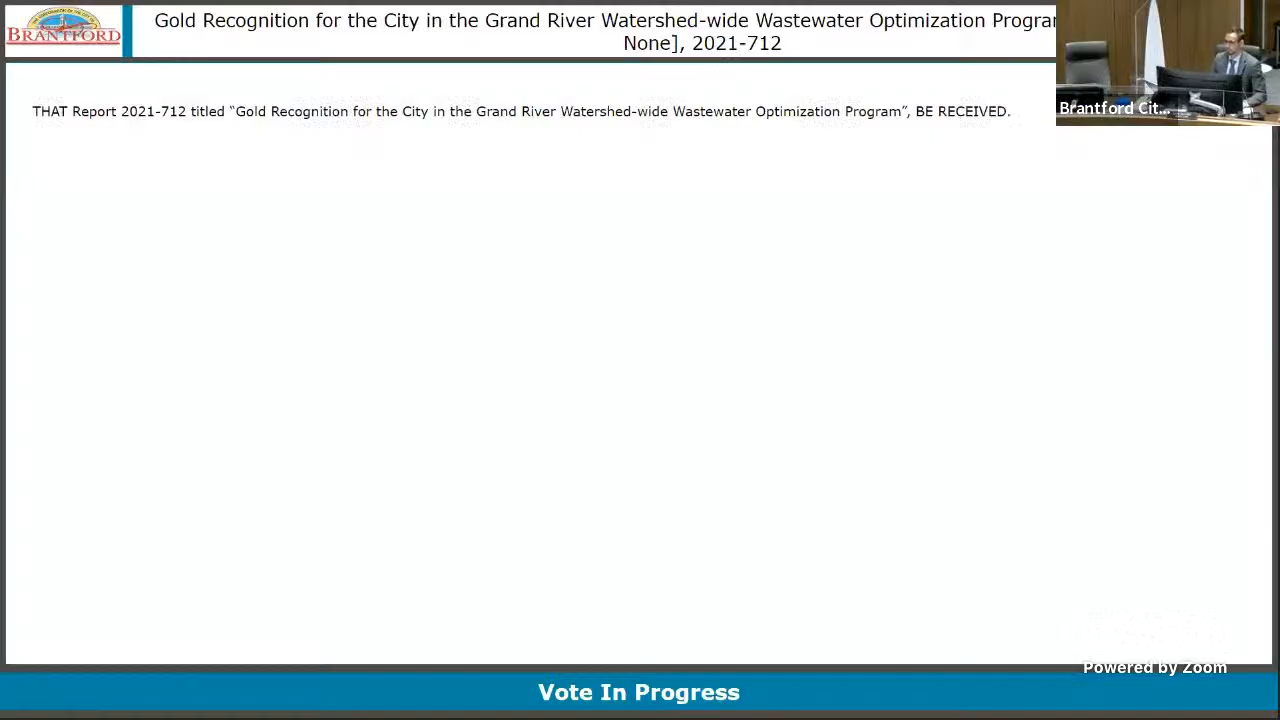 BRANTFORD
Gold Recognition for the City in the Grand River Watershed-wide Wastewater Optimization
None], 2021-712
THAT Report 2021-712 titled “Gold Recognition for the City in the Grand River Watershed-wide Wastewater Optimization Program”, BE RECEIVED.
Brantford Cit...
Powered by Zoom
Vote In Progress